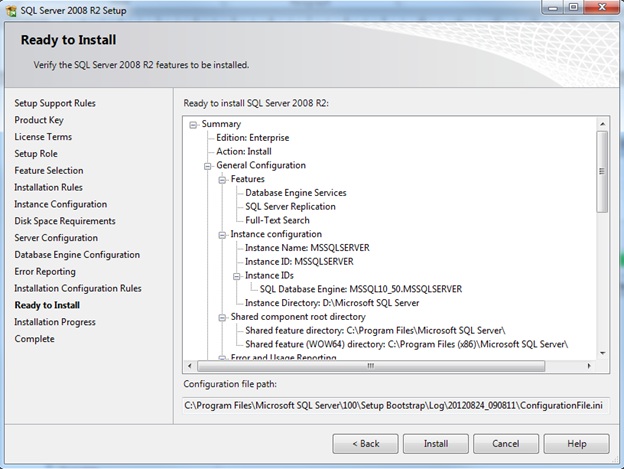 SQL Server 2008 R2 Setup
Ready to Install
Verify the SQL Server 2008 R2 features to be installed.
Setup Support Rules
Product Key
License Terms
Setup Role
Feature Selection
Installation Rules
Instance Configuration
Disk Space Requirements
Server Configuration
Database Engine Configuration
Error Reporting
Installation Configuration Rules
Ready to Install
Installation Progress
Complete
Ready to install SQL Server 2008 R2:
Summary
Edition: Enterprise
Action: Install
General Configuration
Features
Database Engine Services
SQL Server Replication
Full-Text Search
Instance configuration
Instance Name: MSSQLSERVER
Instance ID: MSSQLSERVER
Instance IDs
SQL Database Engine: MSSQL10_50.MSSQLSERVER
Instance Directory: D:\Microsoft SQL Server
Shared component root directory
Shared feature directory: C:\Program Files\Microsoft SQL Server\
Shared feature (WOW64) directory: C:\Program Files (x86)\Microsoft SQL Server\
Error and Usage Reporting
Configuration file path:
C:\Program Files\Microsoft SQL Server\100\Setup Bootstrap\Log\20120824_090811\ConfigurationFile.ini
< Back
Install
Cancel
Help